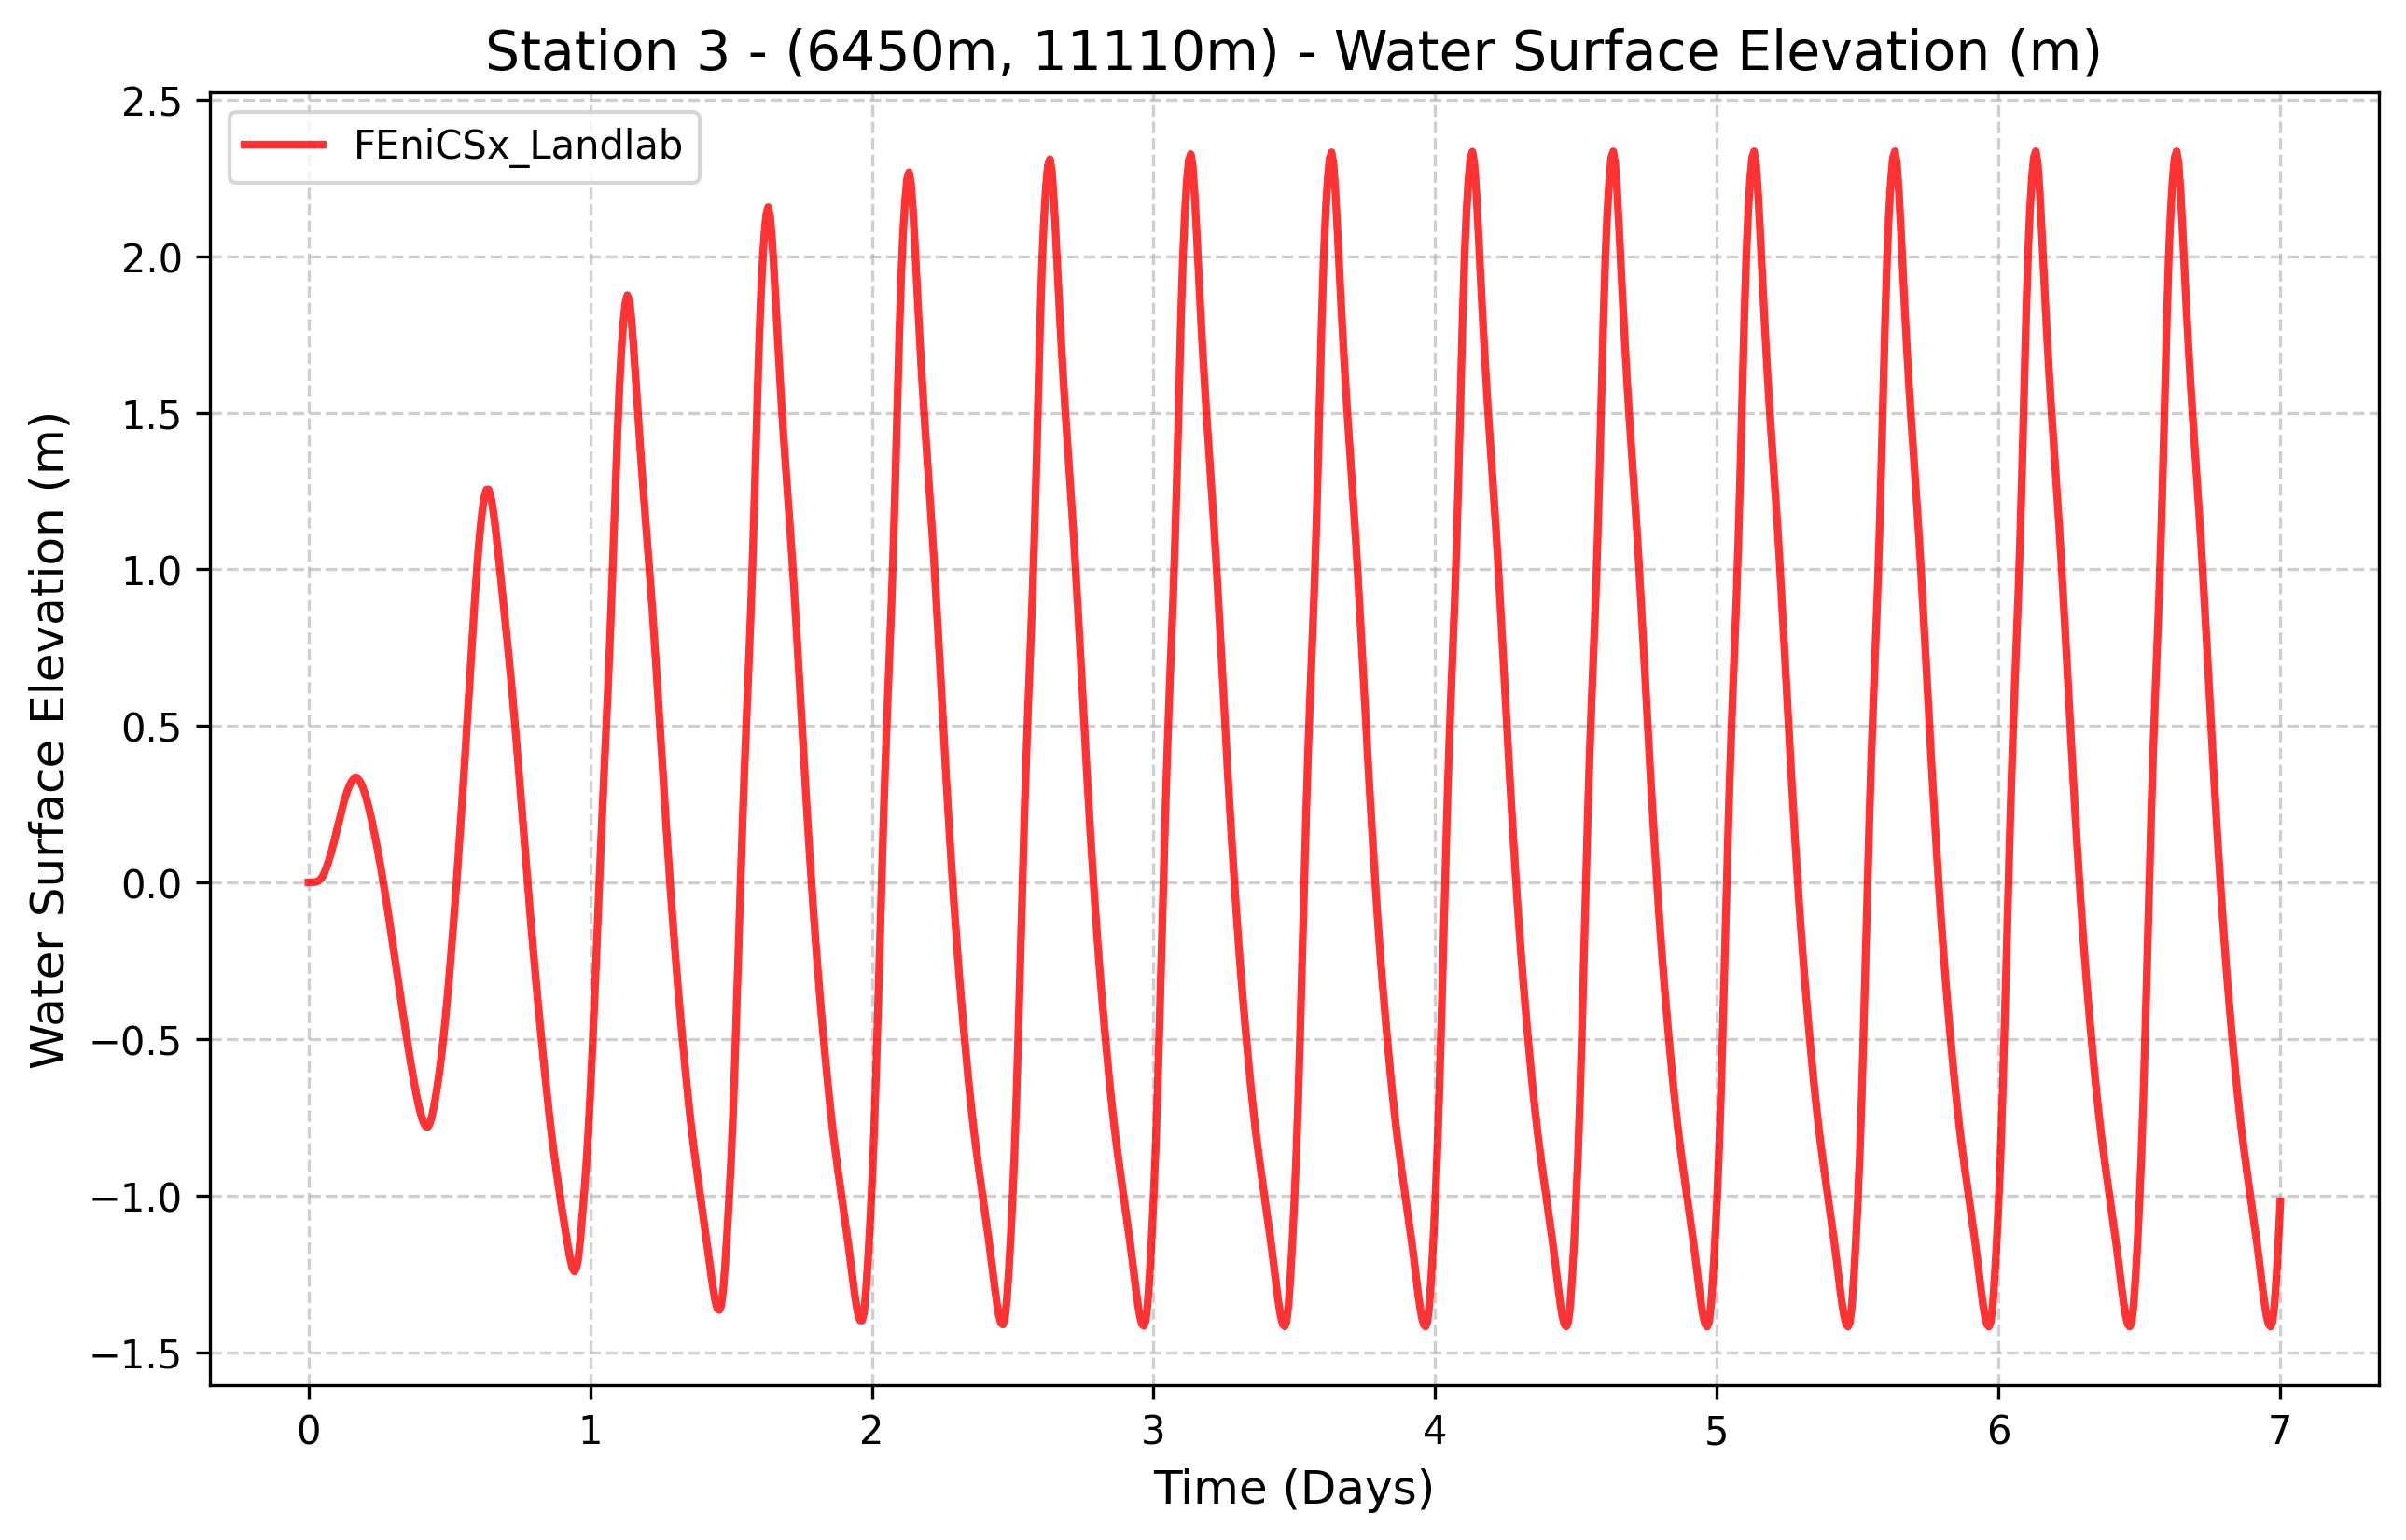 Station 3 - (6450m, 11110m) - Water Surface Elevation (m)
FEniCSx_Landlab
Water Surface Elevation (m)
2.5
2.0
1.5
1.0
0.5
0.0
−0.5
−1.0
−1.5
0 1 2 3 4 5 6 7
Time (Days)